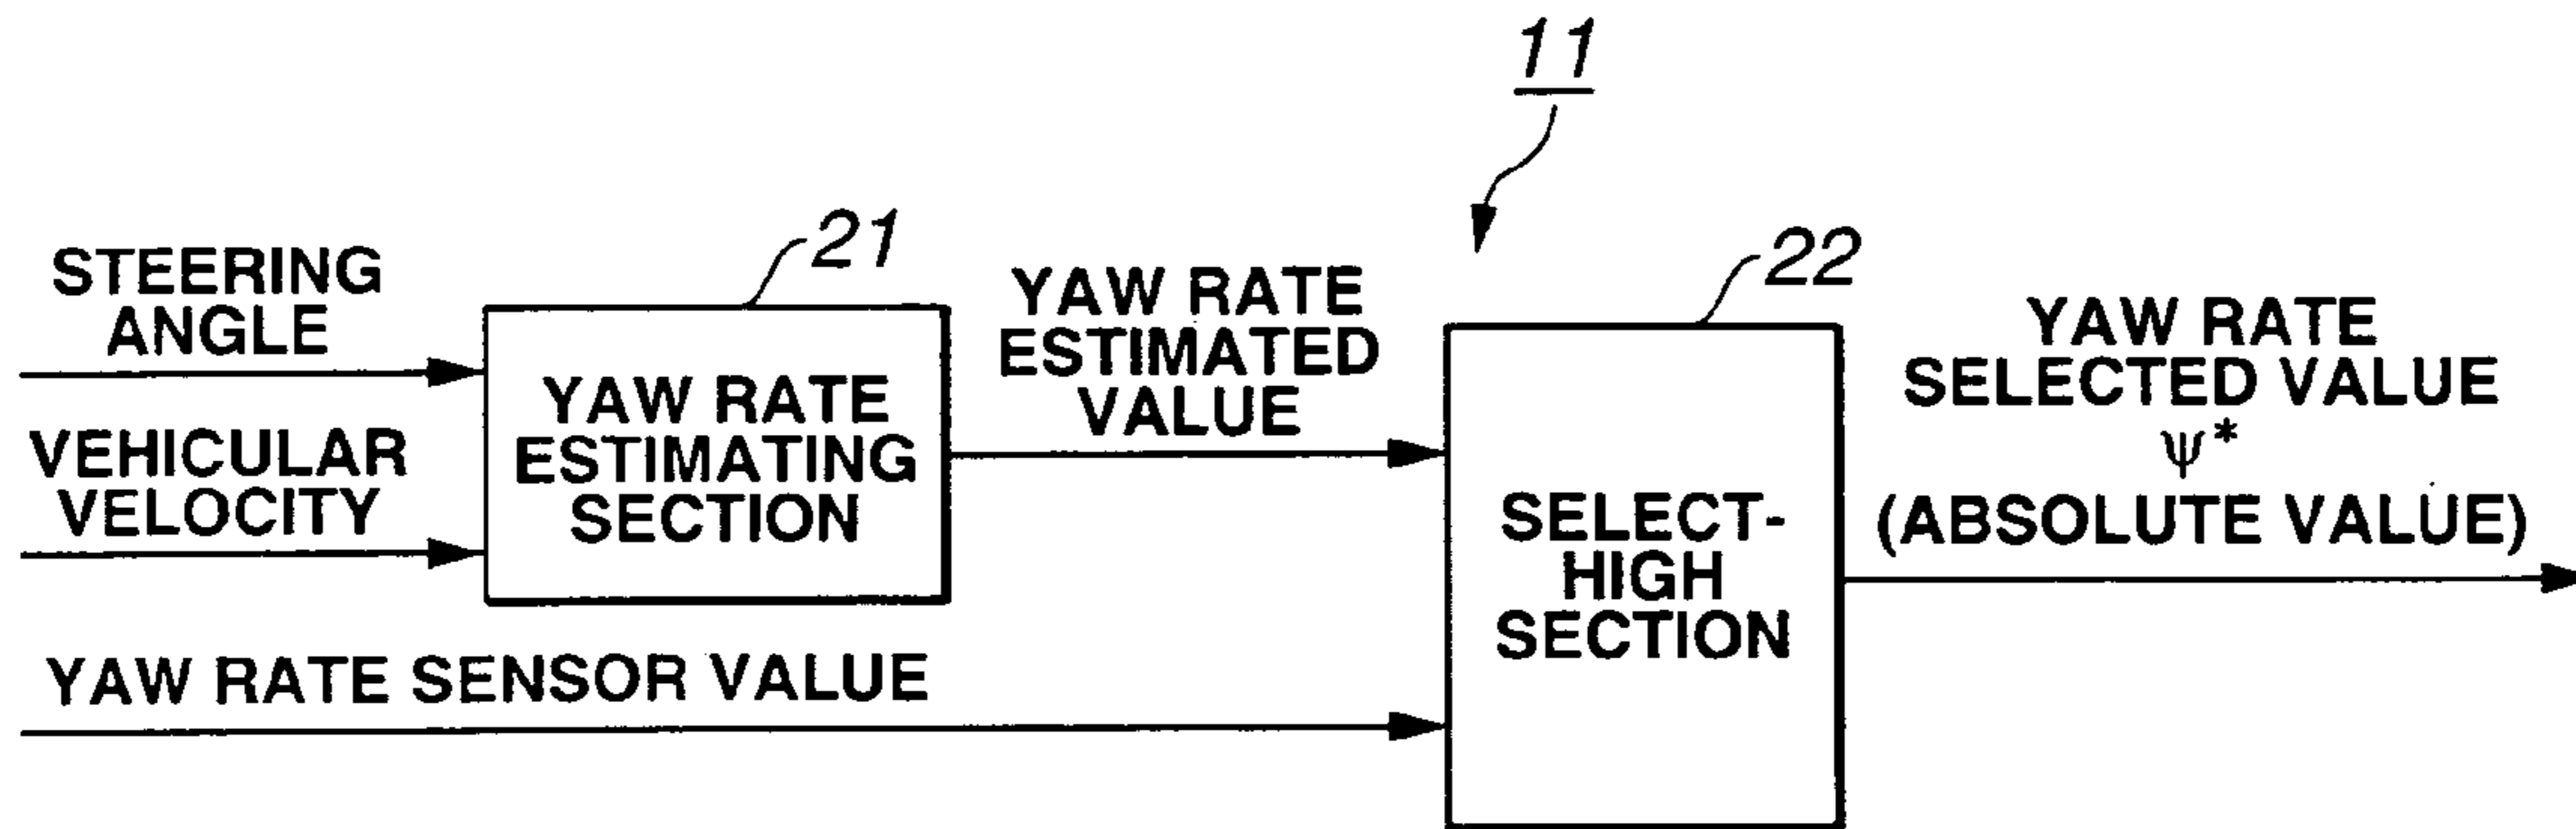 11
21
22
STEERING
ANGLE
VEHICULAR
VELOCITY
YAW RATE
ESTIMATING
SECTION
YAW RATE
ESTIMATED
VALUE
YAW RATE SENSOR VALUE
SELECT-
HIGH
SECTION
YAW RATE
SELECTED VALUE
ψ*
(ABSOLUTE VALUE)